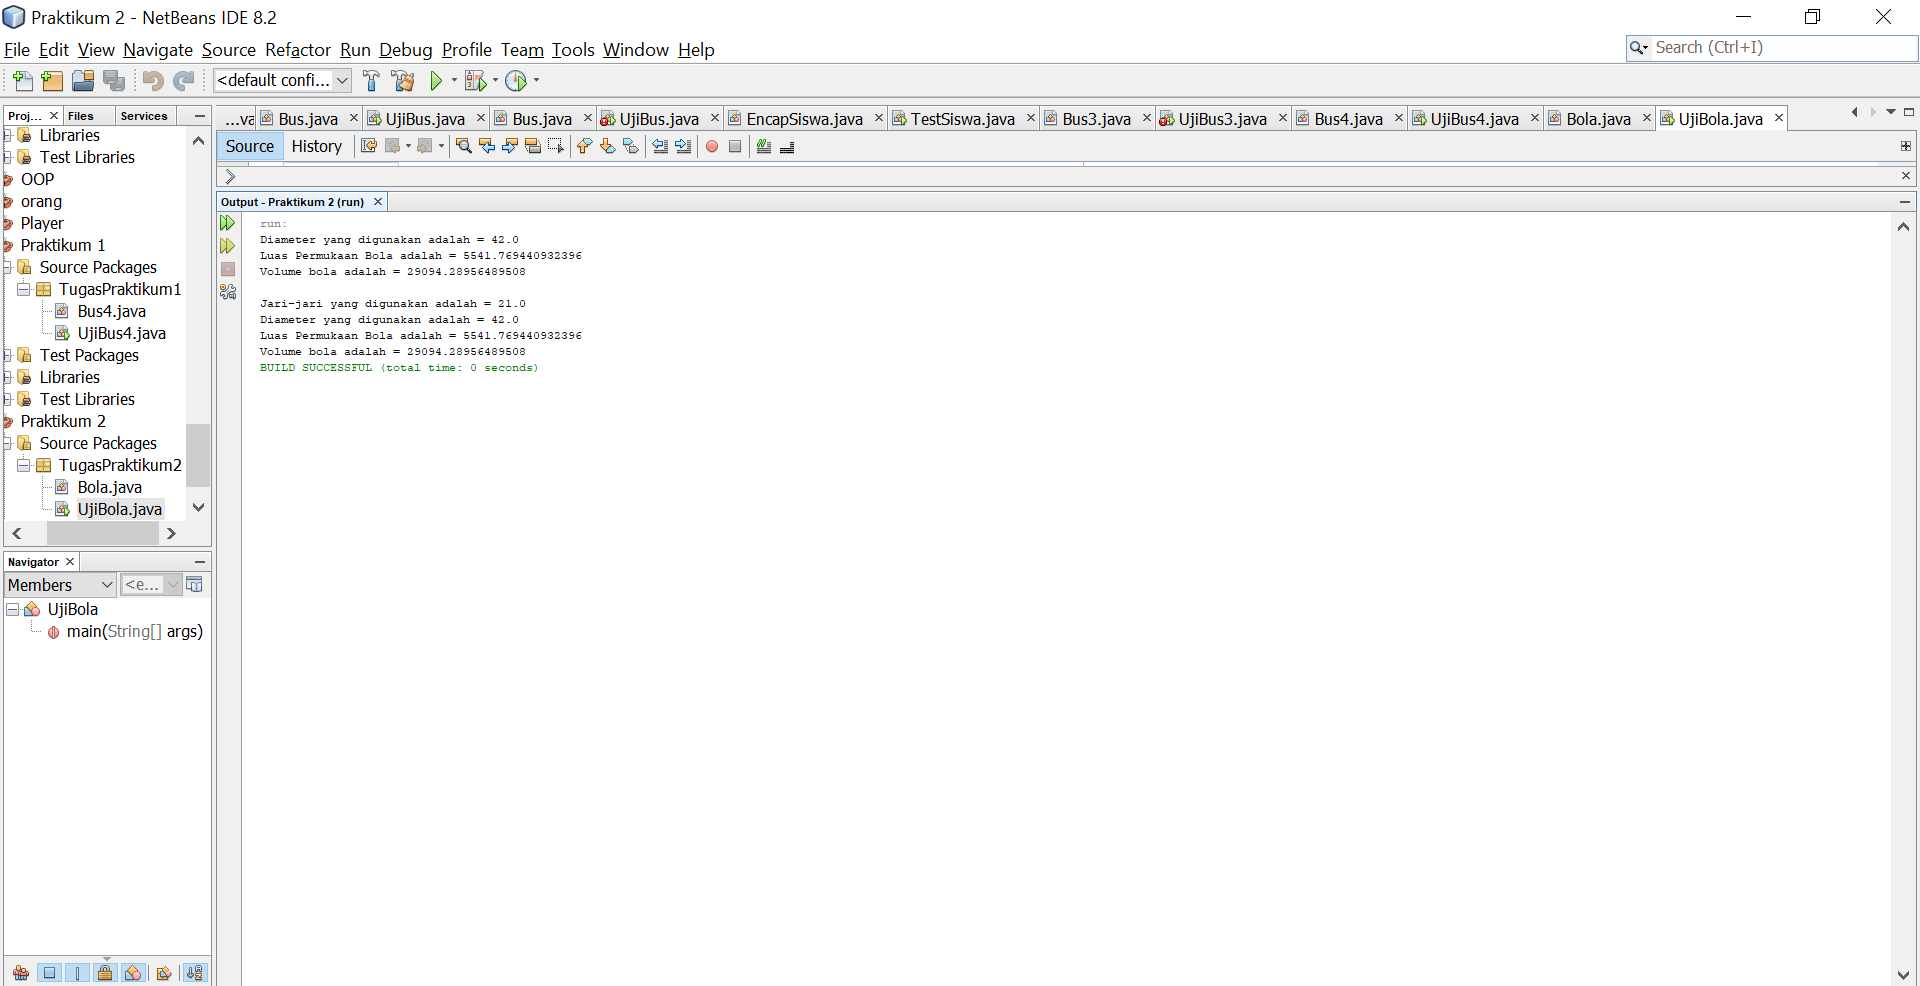 Praktikum 2 - NetBeans IDE 8.2
File Edit View Navigate Source Refactor Run Debug Profile Team Tools Window Help
Search (Ctrl+I)
<default confi...
Proj... Files Services
...va Bus.java UjiBus.java Bus.java UjiBus.java EncapSiswa.java TestSiswa.java Bus3.java UjiBus3.java Bus4.java UjiBus4.java Bola.java UjiBola.java
Source History
Libraries
Test Libraries
OOP
orang
Player
Praktikum 1
Source Packages
TugasPraktikum1
Bus4.java
UjiBus4.java
Test Packages
Libraries
Test Libraries
Praktikum 2
Source Packages
TugasPraktikum2
Bola.java
UjiBola.java
Output - Praktikum 2 (run)
run:
Diameter yang digunakan adalah = 42.0
Luas Permukaan Bola adalah = 5541.769440932396
Volume bola adalah = 29094.28956489508
Jari-jari yang digunakan adalah = 21.0
Diameter yang digunakan adalah = 42.0
Luas Permukaan Bola adalah = 5541.769440932396
Volume bola adalah = 29094.28956489508
BUILD SUCCESSFUL (total time: 0 seconds)
Navigator
Members <e...
UjiBola
main(String[] args)